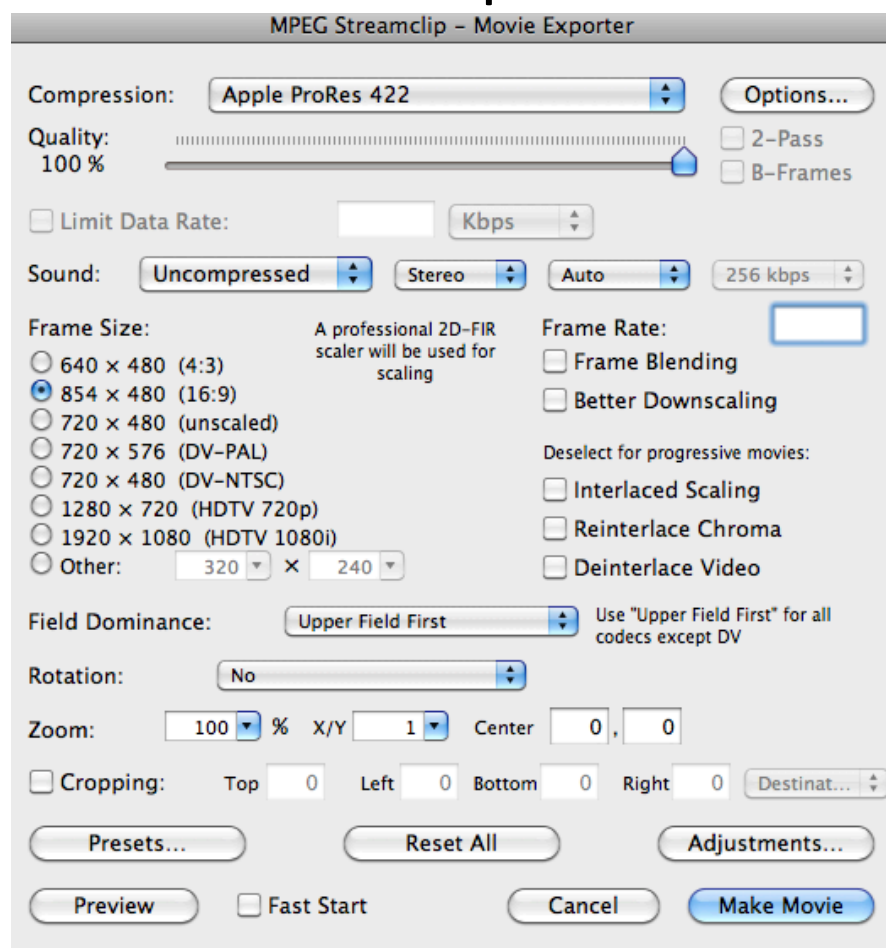 MPEG Streamclip – Movie Exporter
Compression: Apple ProRes 422 Options...
Quality: 2-Pass
100 % B-Frames
Limit Data Rate: Kbps
Sound: Uncompressed Stereo Auto 256 kbps
Frame Size: A professional 2D-FIR Frame Rate:
640 × 480 (4:3) scaler will be used for Frame Blending
scaling
854 × 480 (16:9) Better Downscaling
720 × 480 (unscaled)
720 × 576 (DV-PAL) Deselect for progressive movies:
720 × 480 (DV-NTSC) Interlaced Scaling
1280 × 720 (HDTV 720p)
1920 × 1080 (HDTV 1080i) Reinterlace Chroma
Other: 320 × 240 Deinterlace Video
Field Dominance: Upper Field First Use "Upper Field First" for all
codecs except DV
Rotation: No
Zoom: 100 % X/Y 1 Center 0 , 0
Cropping: Top 0 Left 0 Bottom 0 Right 0 Destinat...
Presets... Reset All Adjustments...
Preview Fast Start Cancel Make Movie